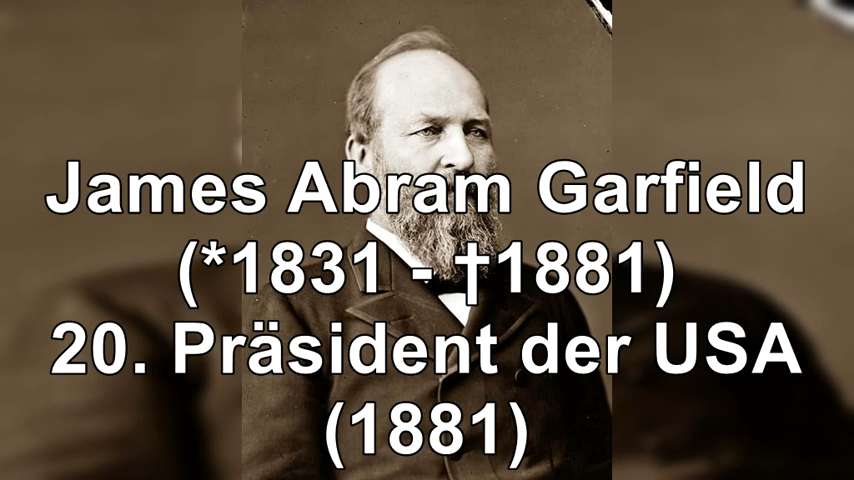 James Abram Garfield
(*1831 - †1881)
20. Präsident der USA
(1881)